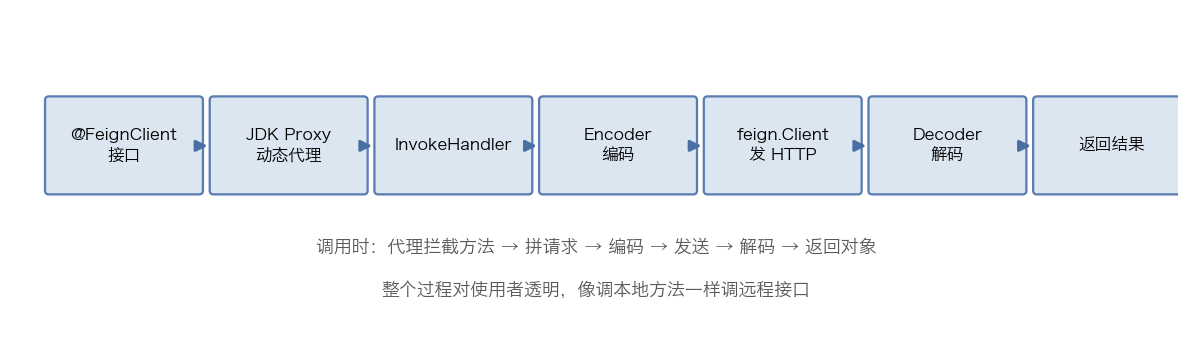 @FeignClient
接口
JDK Proxy
动态代理
InvokeHandler
Encoder
编码
feign.Client
发 HTTP
Decoder
解码
返回结果
调用时：代理拦截方法 → 拼请求 → 编码 → 发送 → 解码 → 返回对象
整个过程对使用者透明，像调本地方法一样调远程接口